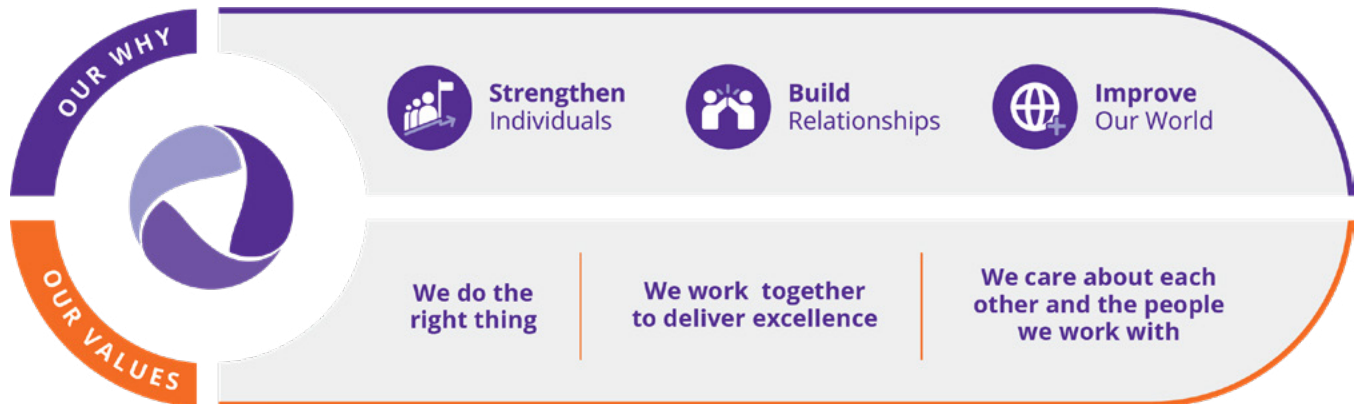 OUR WHY
Strengthen
Individuals
Build
Relationships
Improve
Our World
OUR VALUES
We do the
right thing
We work together
to deliver excellence
We care about each
other and the people
we work with